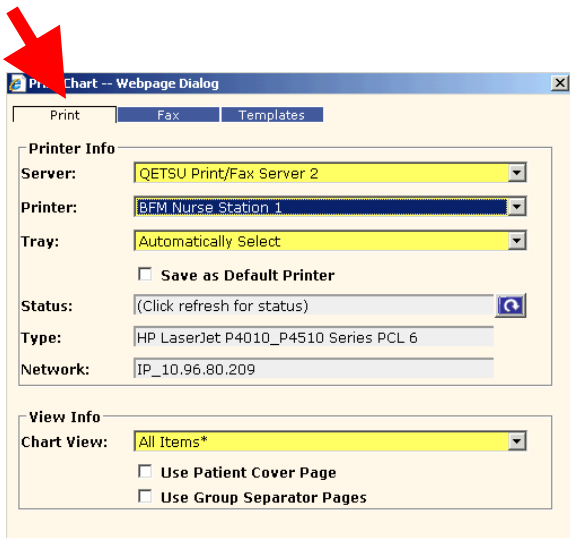 Print Chart -- Webpage Dialog
Print Fax Templates
Printer Info
Server: QETSU Print/Fax Server 2
Printer: BFM Nurse Station 1
Tray: Automatically Select
Save as Default Printer
Status: (Click refresh for status)
Type: HP LaserJet P4010_P4510 Series PCL 6
Network: IP_10.96.80.209
View Info
Chart View: All Items*
Use Patient Cover Page
Use Group Separator Pages